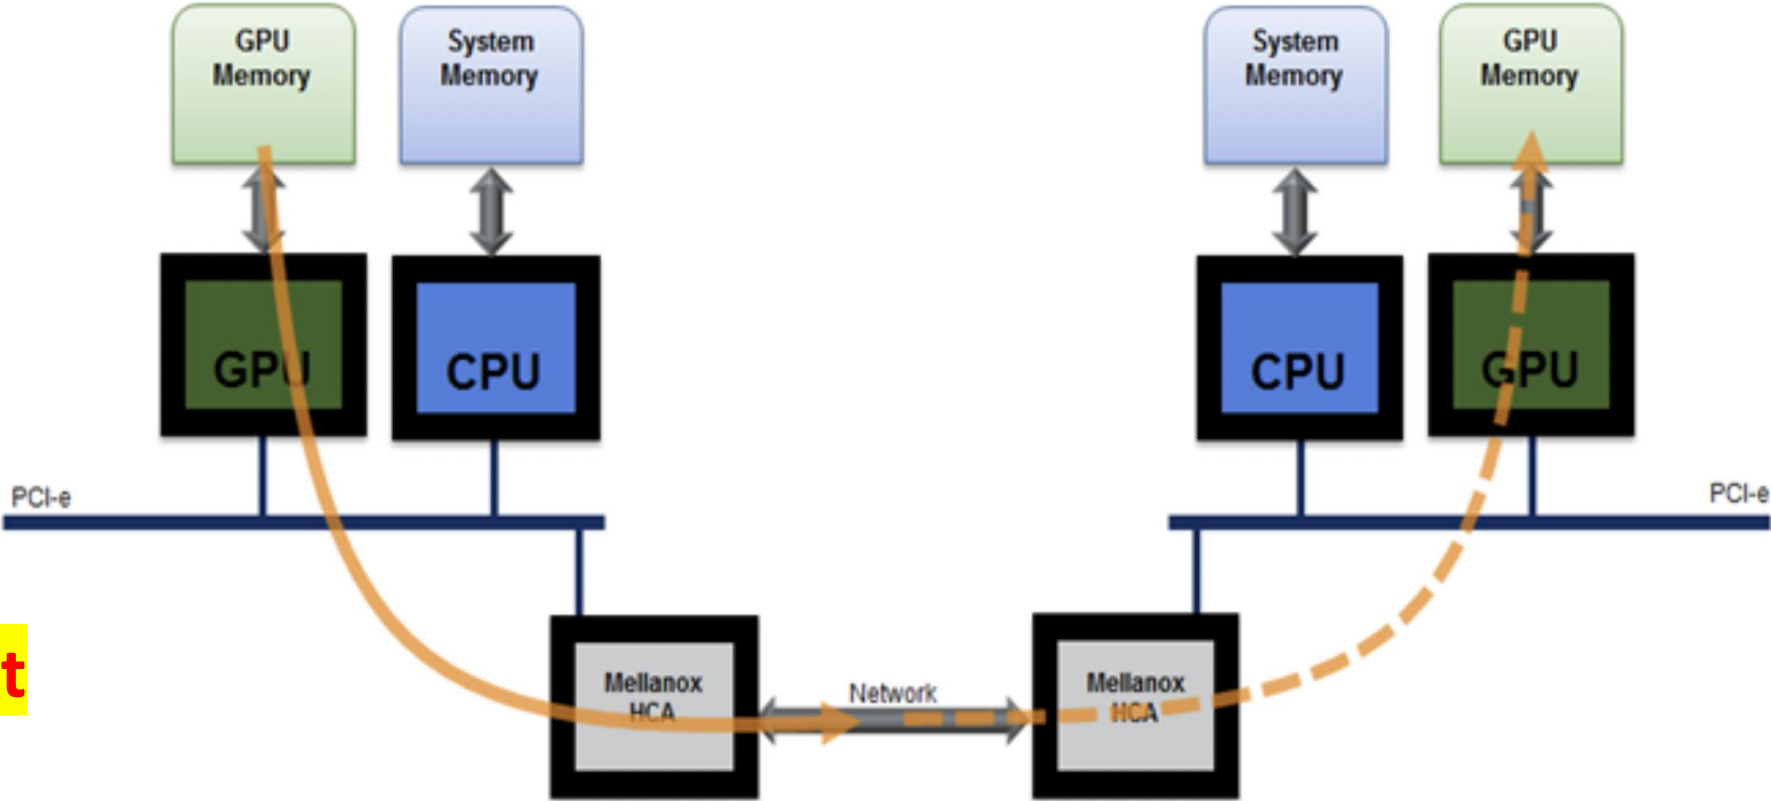 GPU
Memory
System
Memory
System
Memory
GPU
Memory
GPU
CPU
CPU
GPU
PCI-e
PCI-e
t
Mellanox
HCA
Network
Mellanox
HCA